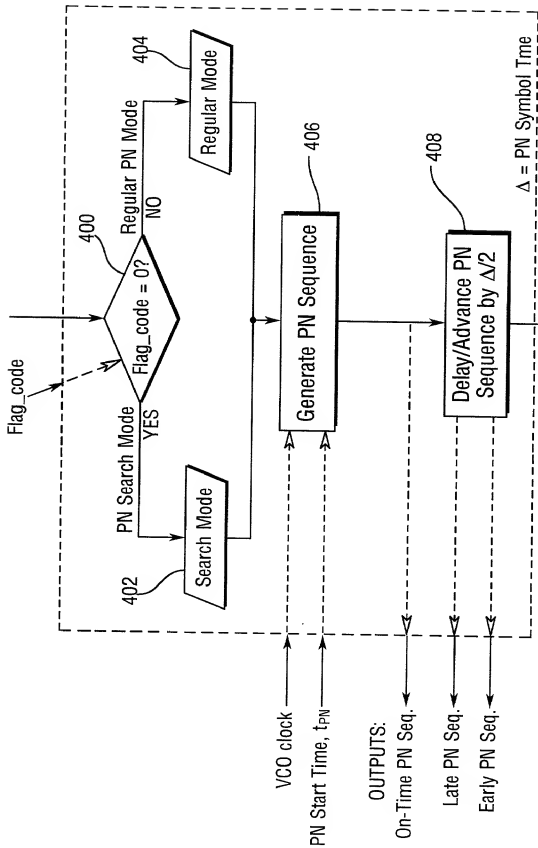 Flag_code
400
Flag_code = 0?
PN Search Mode
YES
Regular PN Mode
NO
402
Search Mode
404
Regular Mode
VCO clock
PN Start Time, tPN
406
Generate PN Sequence
OUTPUTS:
On-Time PN Seq.
408
Delay/Advance PN
Sequence by Δ/2
Late PN Seq.
Early PN Seq.
Δ = PN Symbol Tme